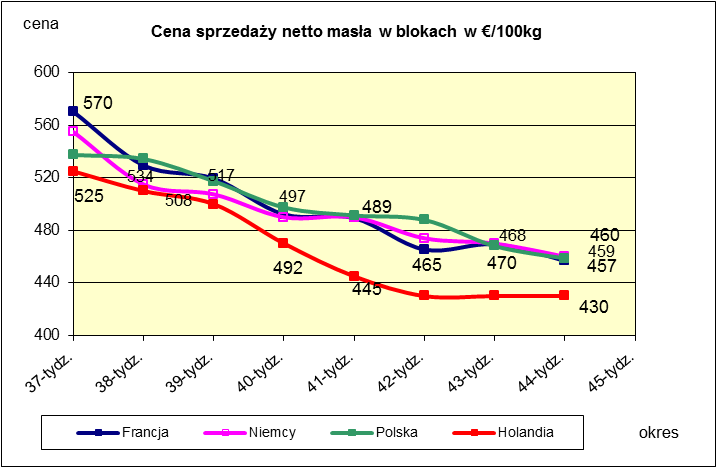 cena
Cena sprzedaży netto masła w blokach w €/100kg
600
560
520
480
440
400
570
534
517
525
508
497
489
492
445
465
468
470
460
459
457
430
37-tydz.
38-tydz.
39-tydz.
40-tydz.
41-tydz.
42-tydz.
43-tydz.
44-tydz.
45-tydz.
Francja
Niemcy
Polska
Holandia
okres